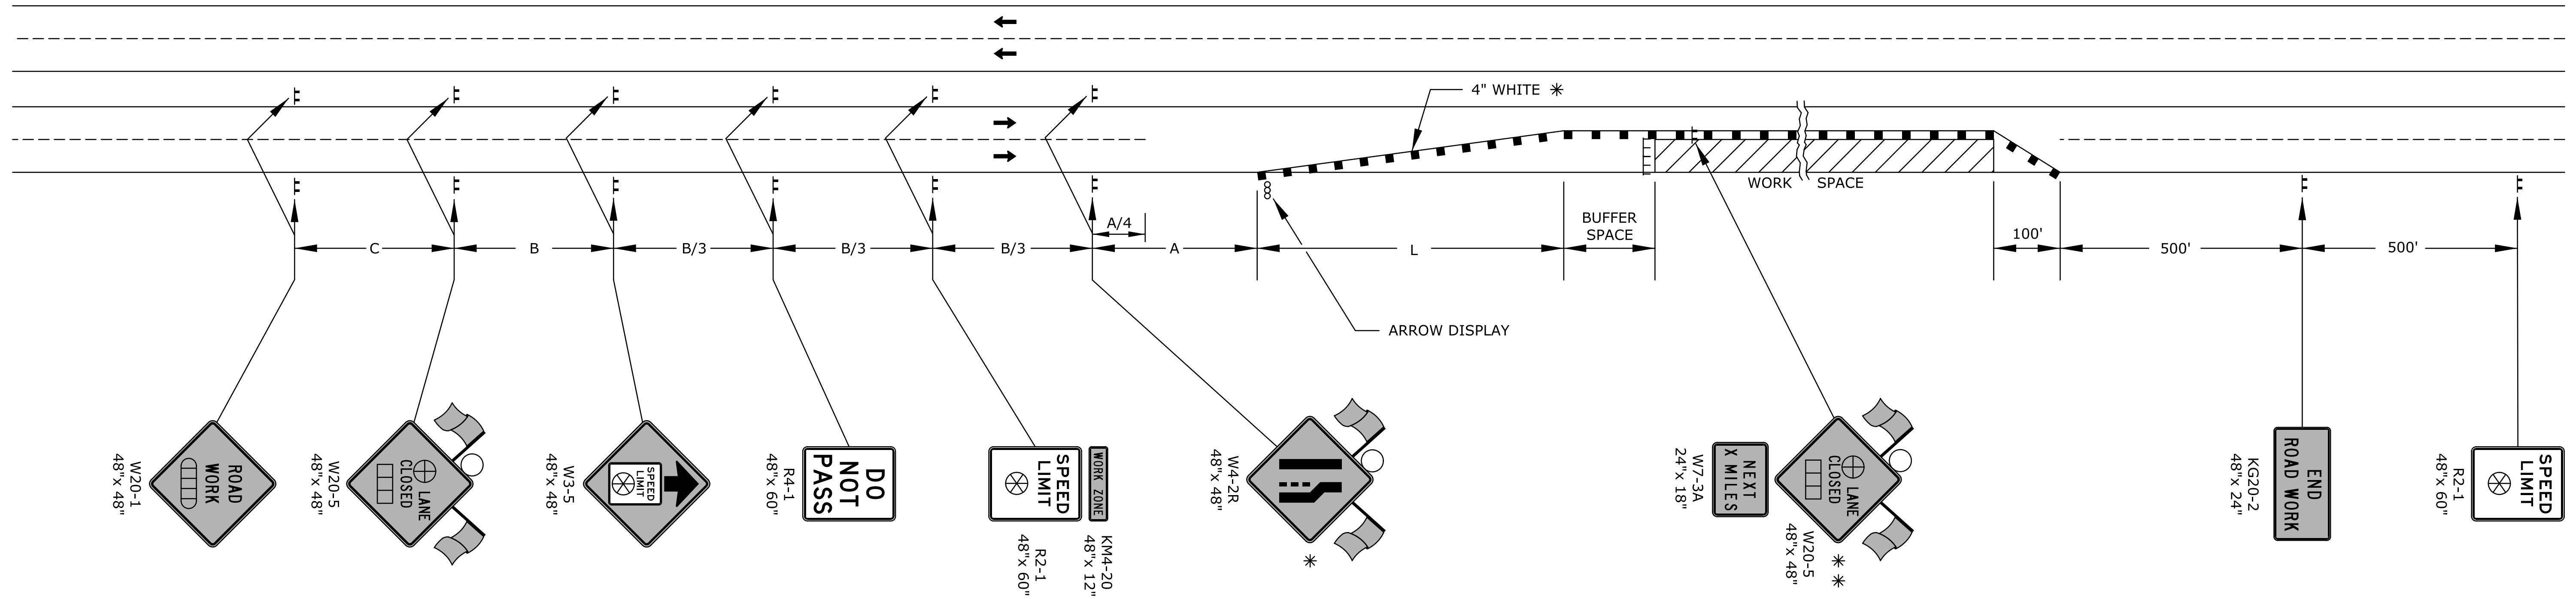 4" WHITE *
WORK SPACE
A/4
BUFFER
SPACE
C
B
B/3
B/3
B/3
A
L
100'
500'
500'
ARROW DISPLAY
ROAD
WORK
W20-1
48"x 48"
LANE
CLOSED
W20-5
48"x 48"
SPEED
LIMIT
W3-5
48"x 48"
DO
NOT
PASS
R4-1
48"x 60"
WORK ZONE
SPEED
LIMIT
KM4-20
48"x 12"
R2-1
48"x 60"
W4-2R
48"x 48"
*
NEXT
X MILES
W7-3A
24"x 18"
LANE
CLOSED
W20-5
48"x 48"
* *
END
ROAD WORK
KG20-2
48"x 24"
SPEED
LIMIT
R2-1
48"x 60"